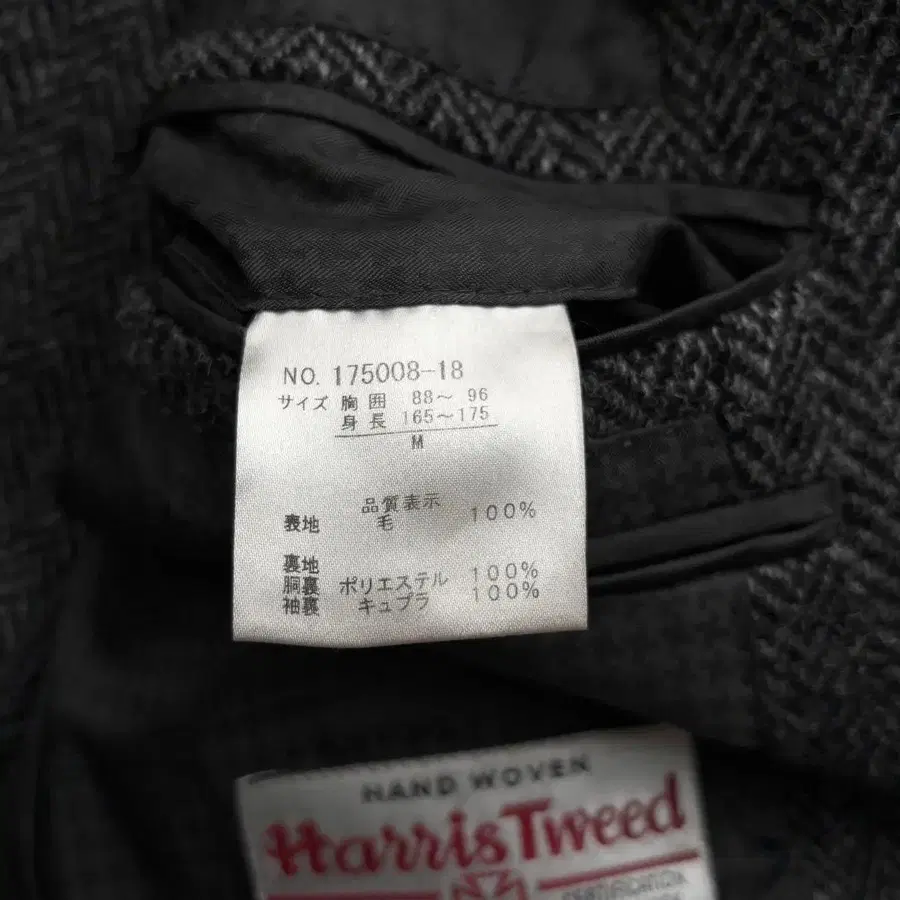 NO. 175008-18
サイズ 胸囲 88～ 96
身長 165～175
M
品質表示
表地 毛 100%
裏地
胴裏 ポリエステル 100%
袖裏 キュプラ 100%
HAND WOVEN
Harris Tweed